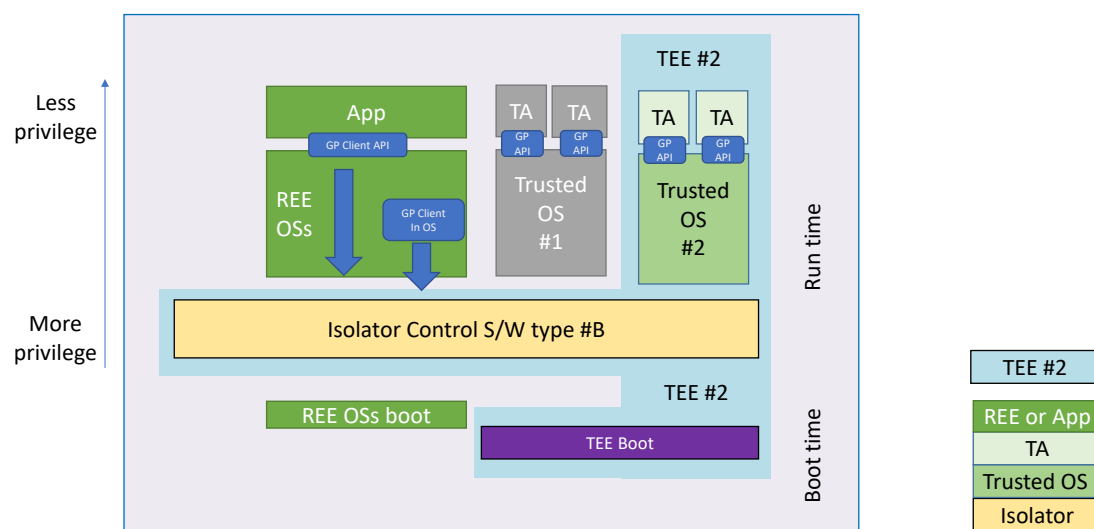 TEE #2
Less
privilege
App
TA
TA
TA
TA
GP Client API
GP
API
GP
API
GP
API
GP
API
REE
OSs
GP Client
In OS
Trusted
OS
#1
Trusted
OS
#2
Run time
More
privilege
Isolator Control S/W type #B
TEE #2
TEE #2
REE OSs boot
TEE Boot
Boot time
REE or App
TA
Trusted OS
Isolator